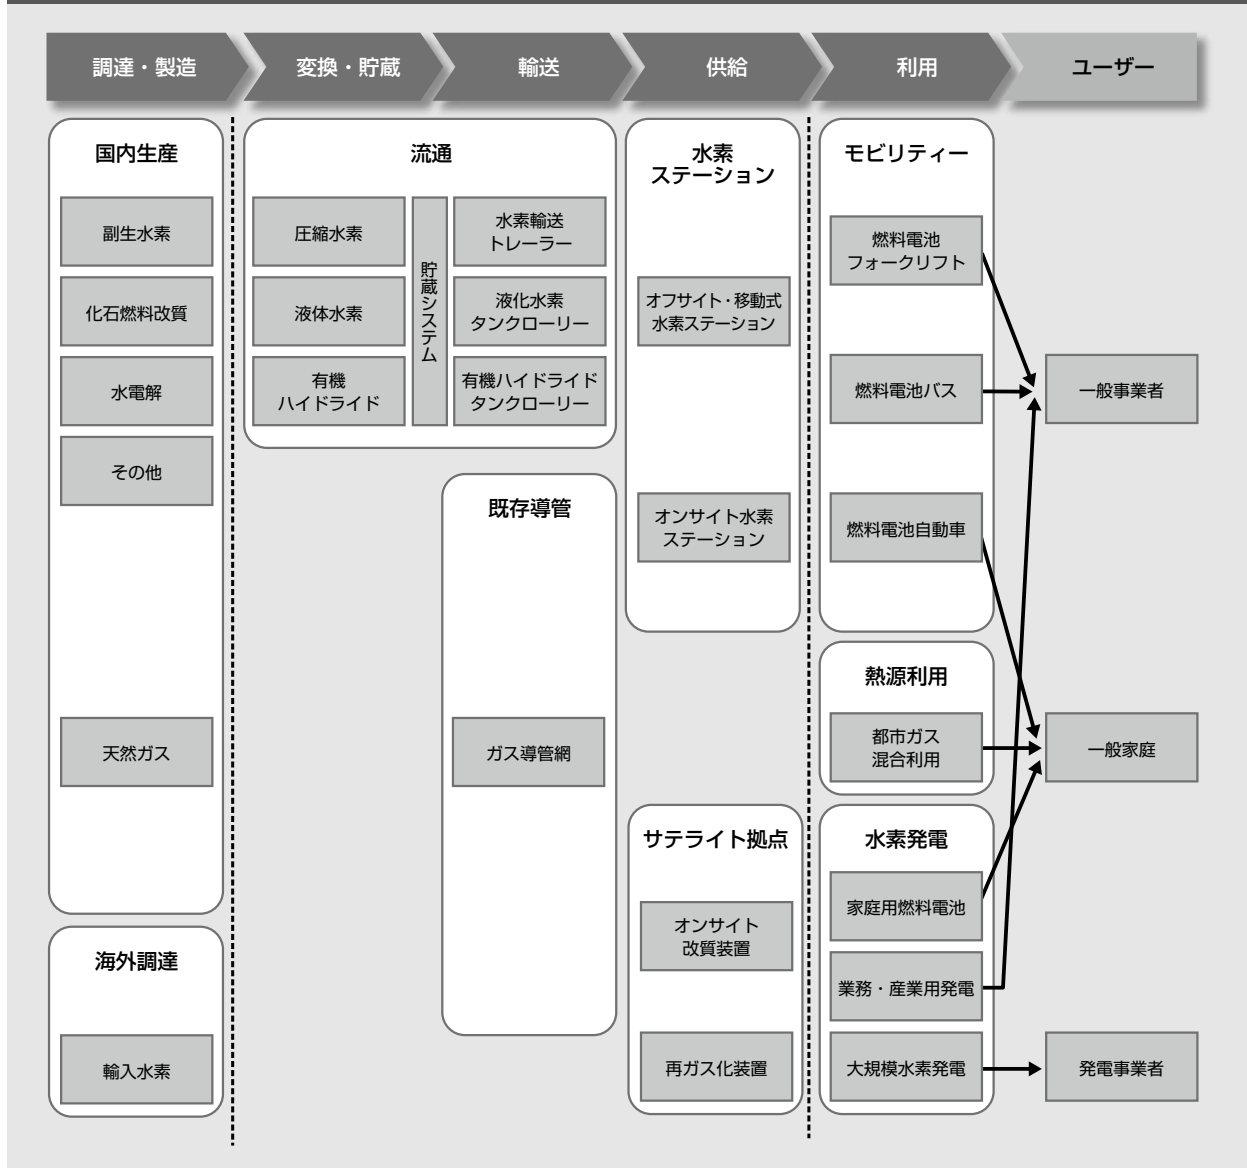 調達・製造
変換・貯蔵
輸送
供給
利用
ユーザー
国内生産
副生水素
化石燃料改質
水電解
その他
天然ガス
海外調達
輸入水素
流通
圧縮水素
液体水素
有機
ハイドライド
貯蔵システム
水素輸送
トレーラー
液化水素
タンクローリー
有機ハイドライド
タンクローリー
既存導管
ガス導管網
水素
ステーション
オフサイト・移動式
水素ステーション
オンサイト水素
ステーション
サテライト拠点
オンサイト
改質装置
再ガス化装置
モビリティー
燃料電池
フォークリフト
燃料電池バス
燃料電池自動車
熱源利用
都市ガス
混合利用
水素発電
家庭用燃料電池
業務・産業用発電
大規模水素発電
一般事業者
一般家庭
発電事業者